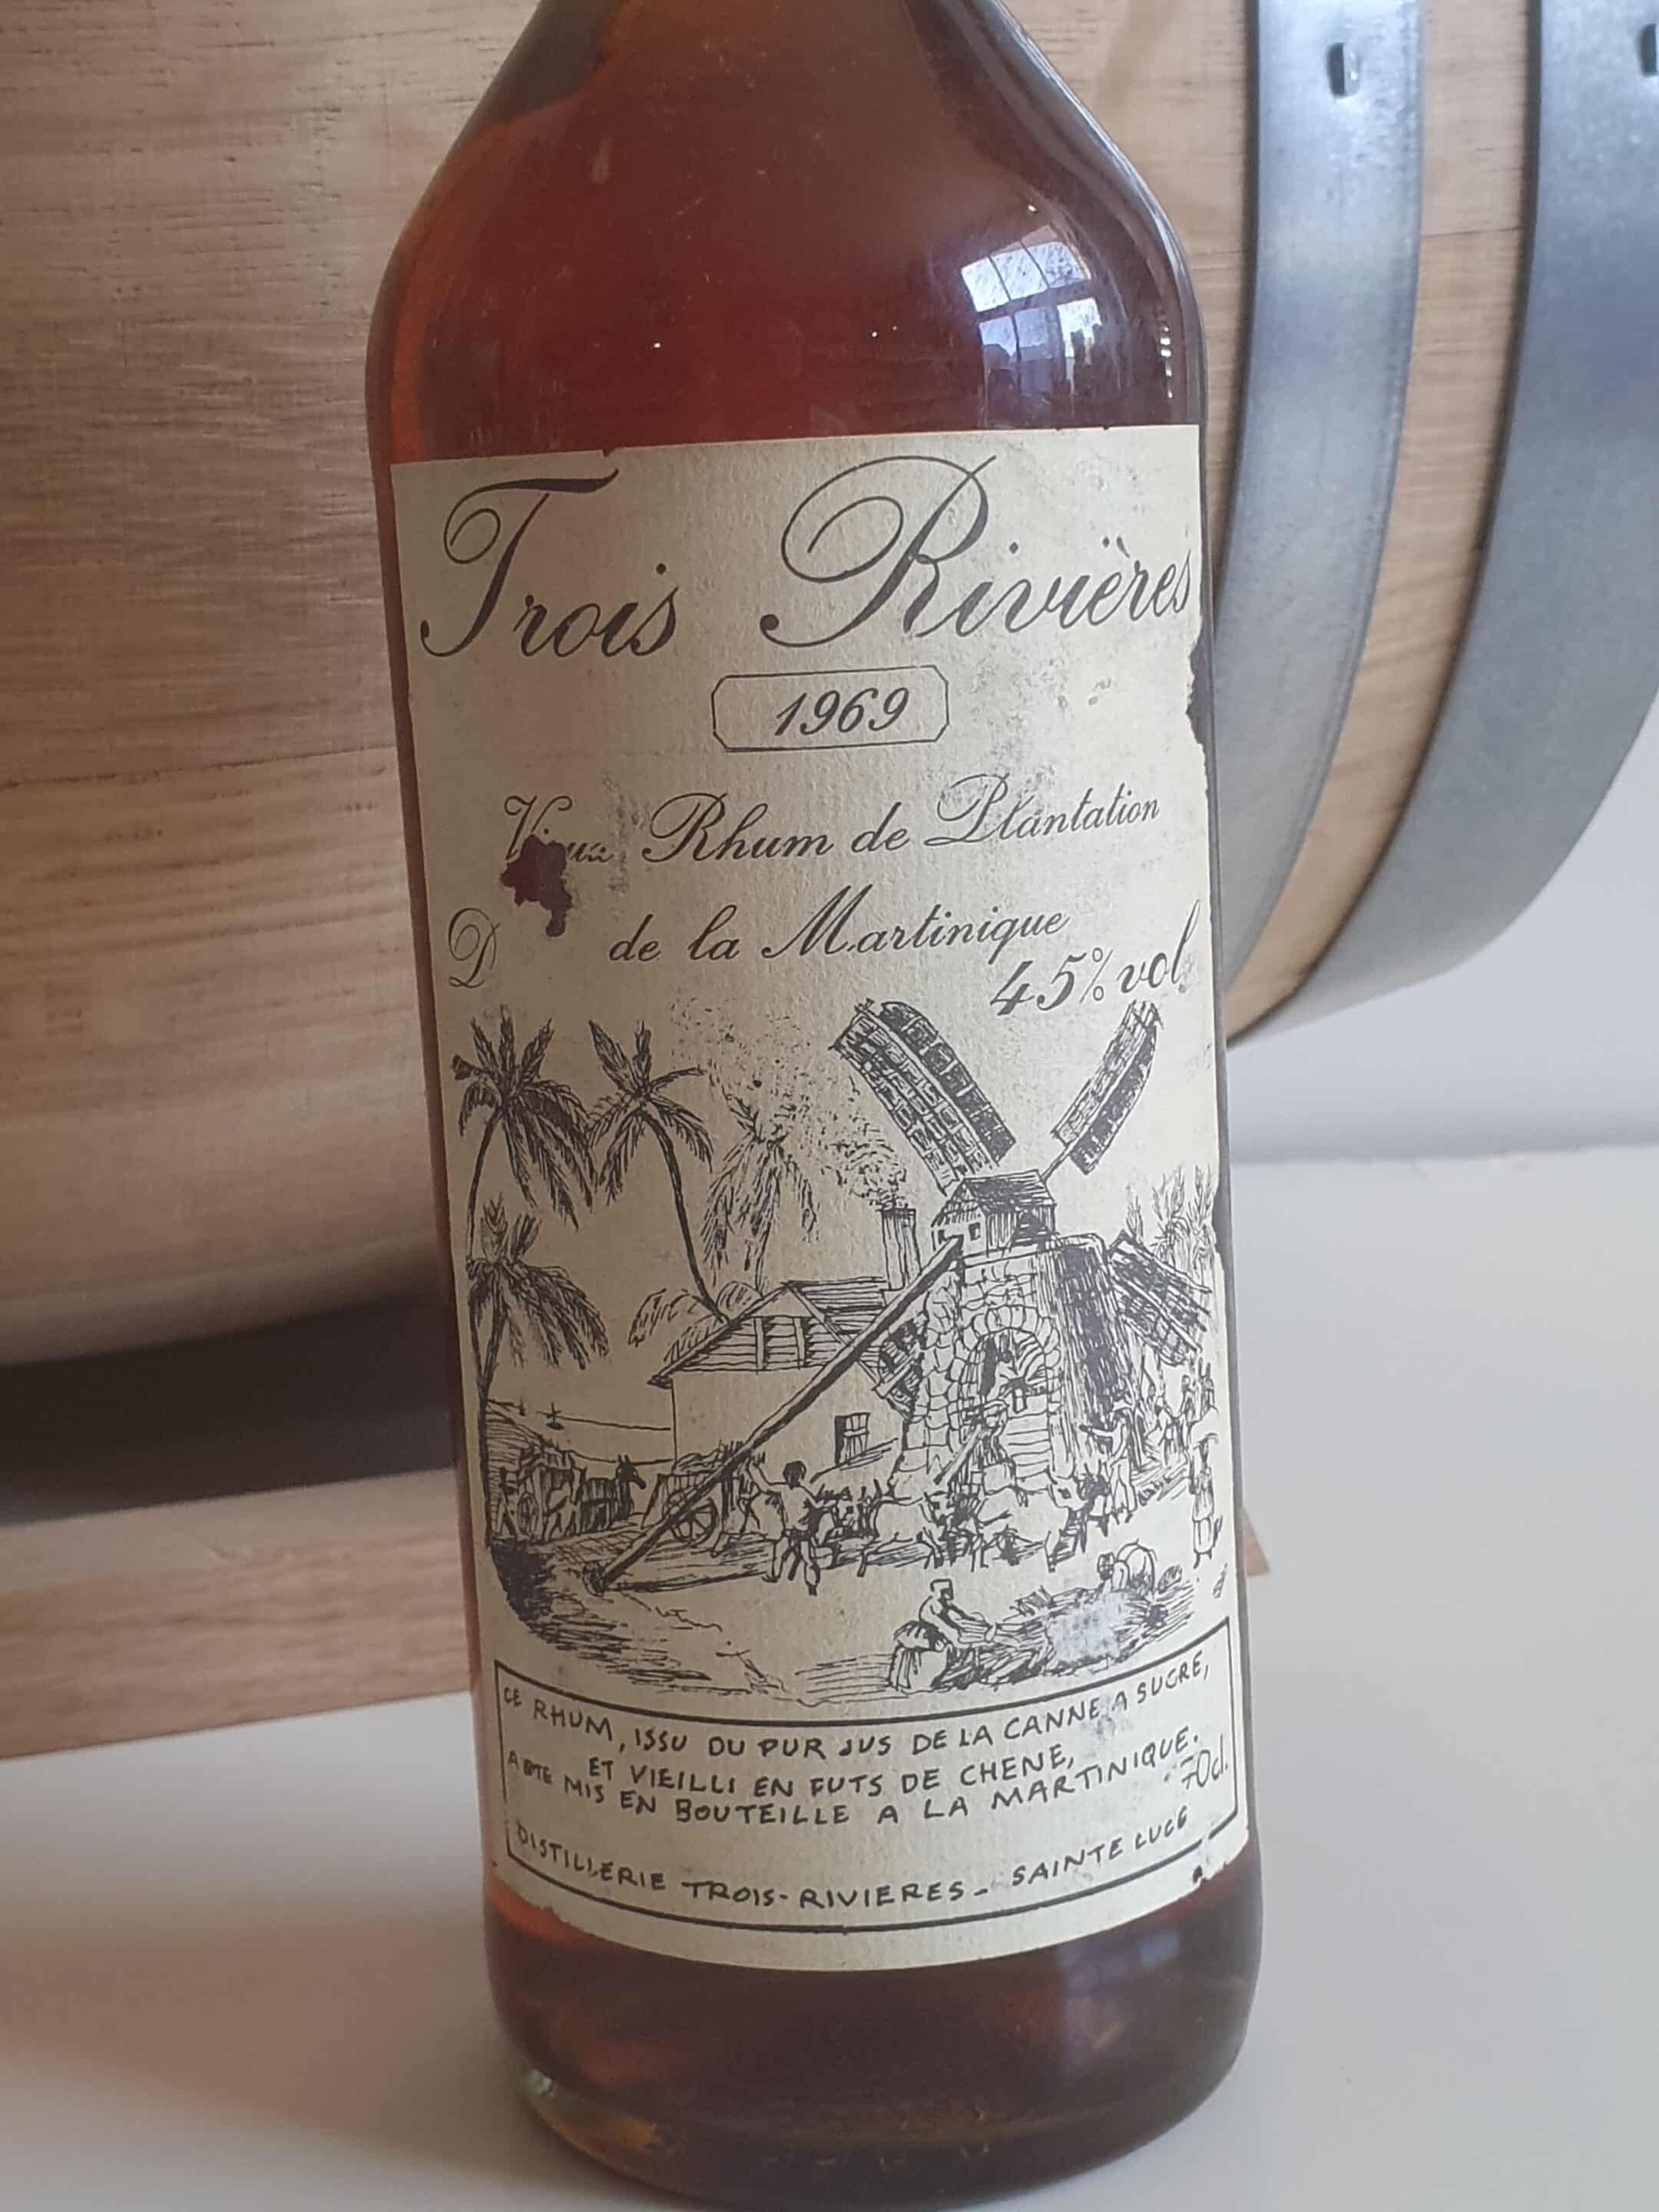 Trois Rivières
1969
Vieux Rhum de Plantation
D
de la Martinique
45% vol.
CE RHUM, ISSU DU PUR JUS DE LA CANNE A SUCRE,
ET VIEILLI EN FUTS DE CHENE,
A ETE MIS EN BOUTEILLE A LA MARTINIQUE.
70cl.
DISTILLERIE TROIS-RIVIERES - SAINTE LUCE